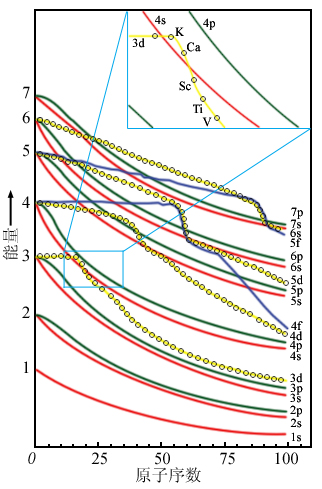 4s
4p
3d
K
Ca
Sc
Ti
V
7
6
5
4
3
2
1
能量
7p
7s
6d
5f
6p
6s
5d
5p
5s
4f
4d
4p
4s
3d
3p
3s
2p
2s
1s
0
25
50
75
100
原子序数